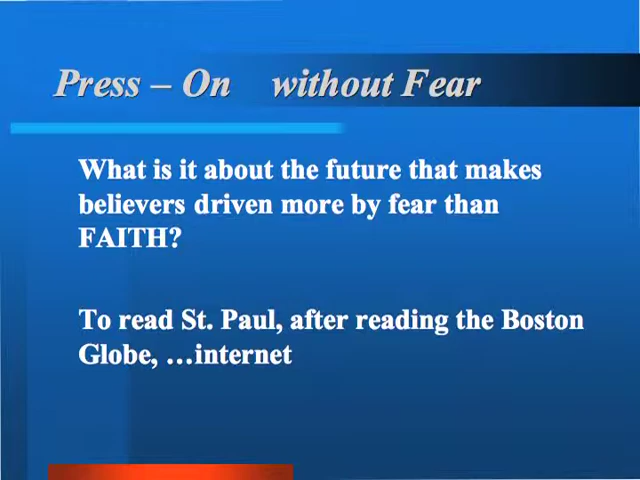 Press – On    without Fear
What is it about the future that makes
believers driven more by fear than
FAITH?
To read St. Paul, after reading the Boston
Globe, …internet